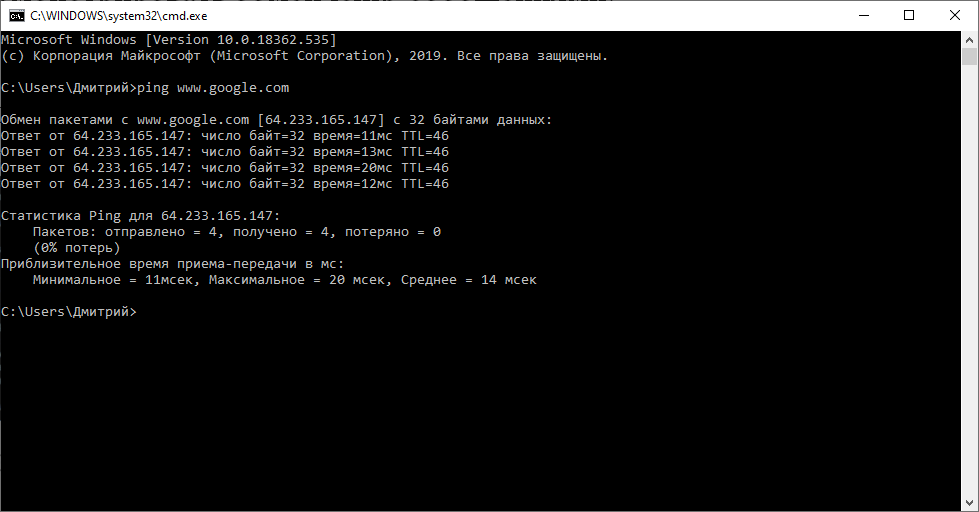 C:\WINDOWS\system32\cmd.exe
Microsoft Windows [Version 10.0.18362.535]
(c) Корпорация Майкрософт (Microsoft Corporation), 2019. Все права защищены.
C:\Users\Дмитрий>ping www.google.com
Обмен пакетами с www.google.com [64.233.165.147] с 32 байтами данных:
Ответ от 64.233.165.147: число байт=32 время=11мс TTL=46
Ответ от 64.233.165.147: число байт=32 время=13мс TTL=46
Ответ от 64.233.165.147: число байт=32 время=20мс TTL=46
Ответ от 64.233.165.147: число байт=32 время=12мс TTL=46
Статистика Ping для 64.233.165.147:
Пакетов: отправлено = 4, получено = 4, потеряно = 0
(0% потерь)
Приблизительное время приема-передачи в мс:
Минимальное = 11мсек, Максимальное = 20 мсек, Среднее = 14 мсек
C:\Users\Дмитрий>